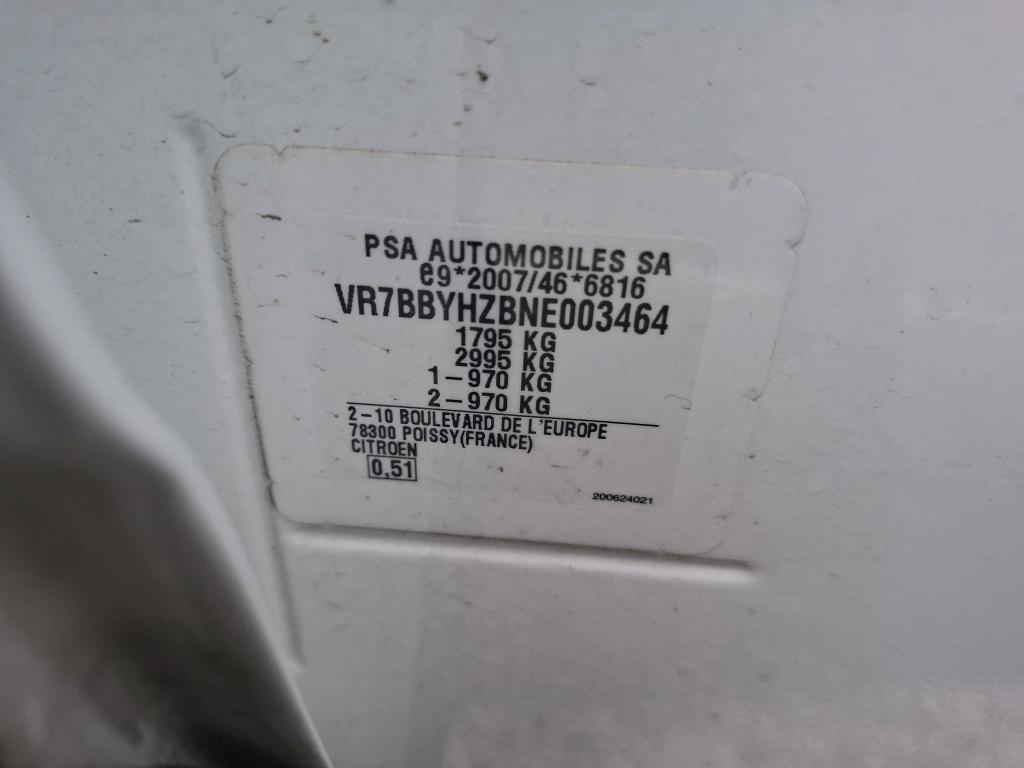 PSA AUTOMOBILES SA
e9*2007/46*6816
VR7BBYHZBNE003464
1795 KG
2995 KG
1-970 KG
2-970 KG
2-10 BOULEVARD DE L'EUROPE
78300 POISSY(FRANCE)
CITROEN
0.51
200624021